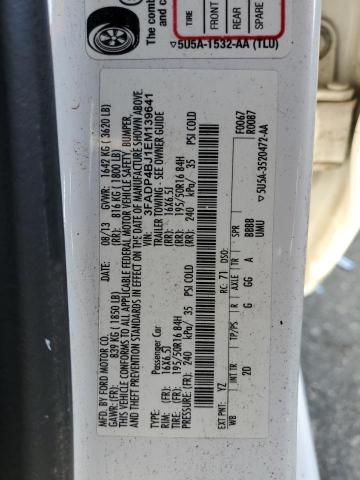 The combined
and c
TIRE
FRONT
REAR
SPARE
▽5U5A-1532-AA (TLU)
MFD. BY FORD MOTOR CO.
DATE: 08/13 GVWR: 1642 KG ( 3620 LB)
GAWR:(FR): 839 KG (1850 LB) (RR): 816 KG (1800 LB)
THIS VEHICLE CONFORMS TO ALL APPLICABLE FEDERAL MOTOR VEHICLE SAFETY, BUMPER,
AND THEFT PREVENTION STANDARDS IN EFFECT ON THE DATE OF MANUFACTURE SHOWN ABOVE.
VIN: 3FADP4BJ1EM139641
TYPE: Passenger Car TRAILER TOWING - SEE OWNER GUIDE
RIM: (FR): 16X6.5J (RR): 16X6.5J
TIRE:(FR): 195/50R16 84H (RR): 195/50R16 84H
PRESSURE:(FR): 240 kPa/ 35 PSI COLD (RR): 240 kPa/ 35 PSI COLD
EXT PNT: YZ RC: 71 DSO: F0067
WB INT TR TP/PS R AXLE TR SPR R0087
2D G GG A BBBB
UMU
▽5U5A-3520472-AA